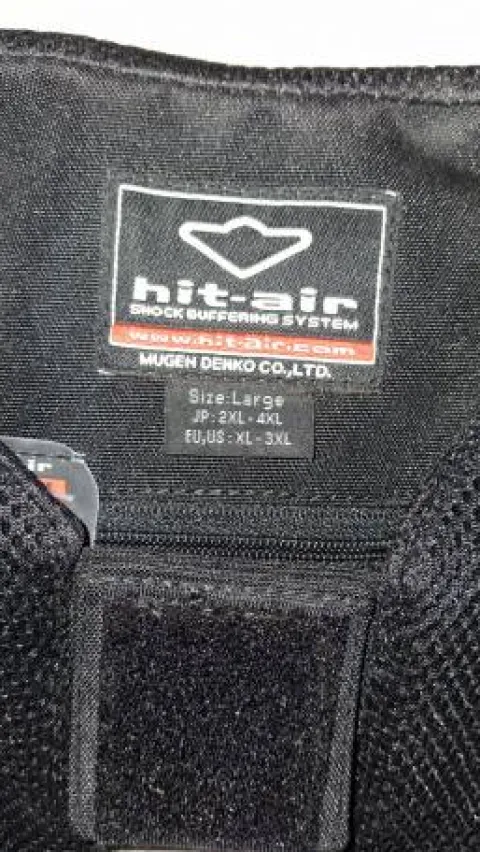 hit-air
SHOCK BUFFERING SYSTEM
www.hit-air.com
MUGEN DENKO CO.,LTD.
Size:Large
JP: 2XL - 4XL
EU,US: XL - 3XL
ir